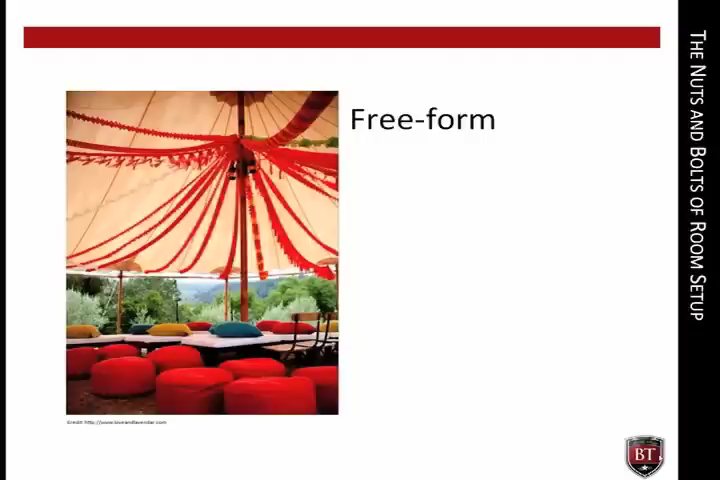 Free-form
THE NUTS AND BOLTS OF ROOM SETUP
Credit: http://www.loveandlavender.com
BT